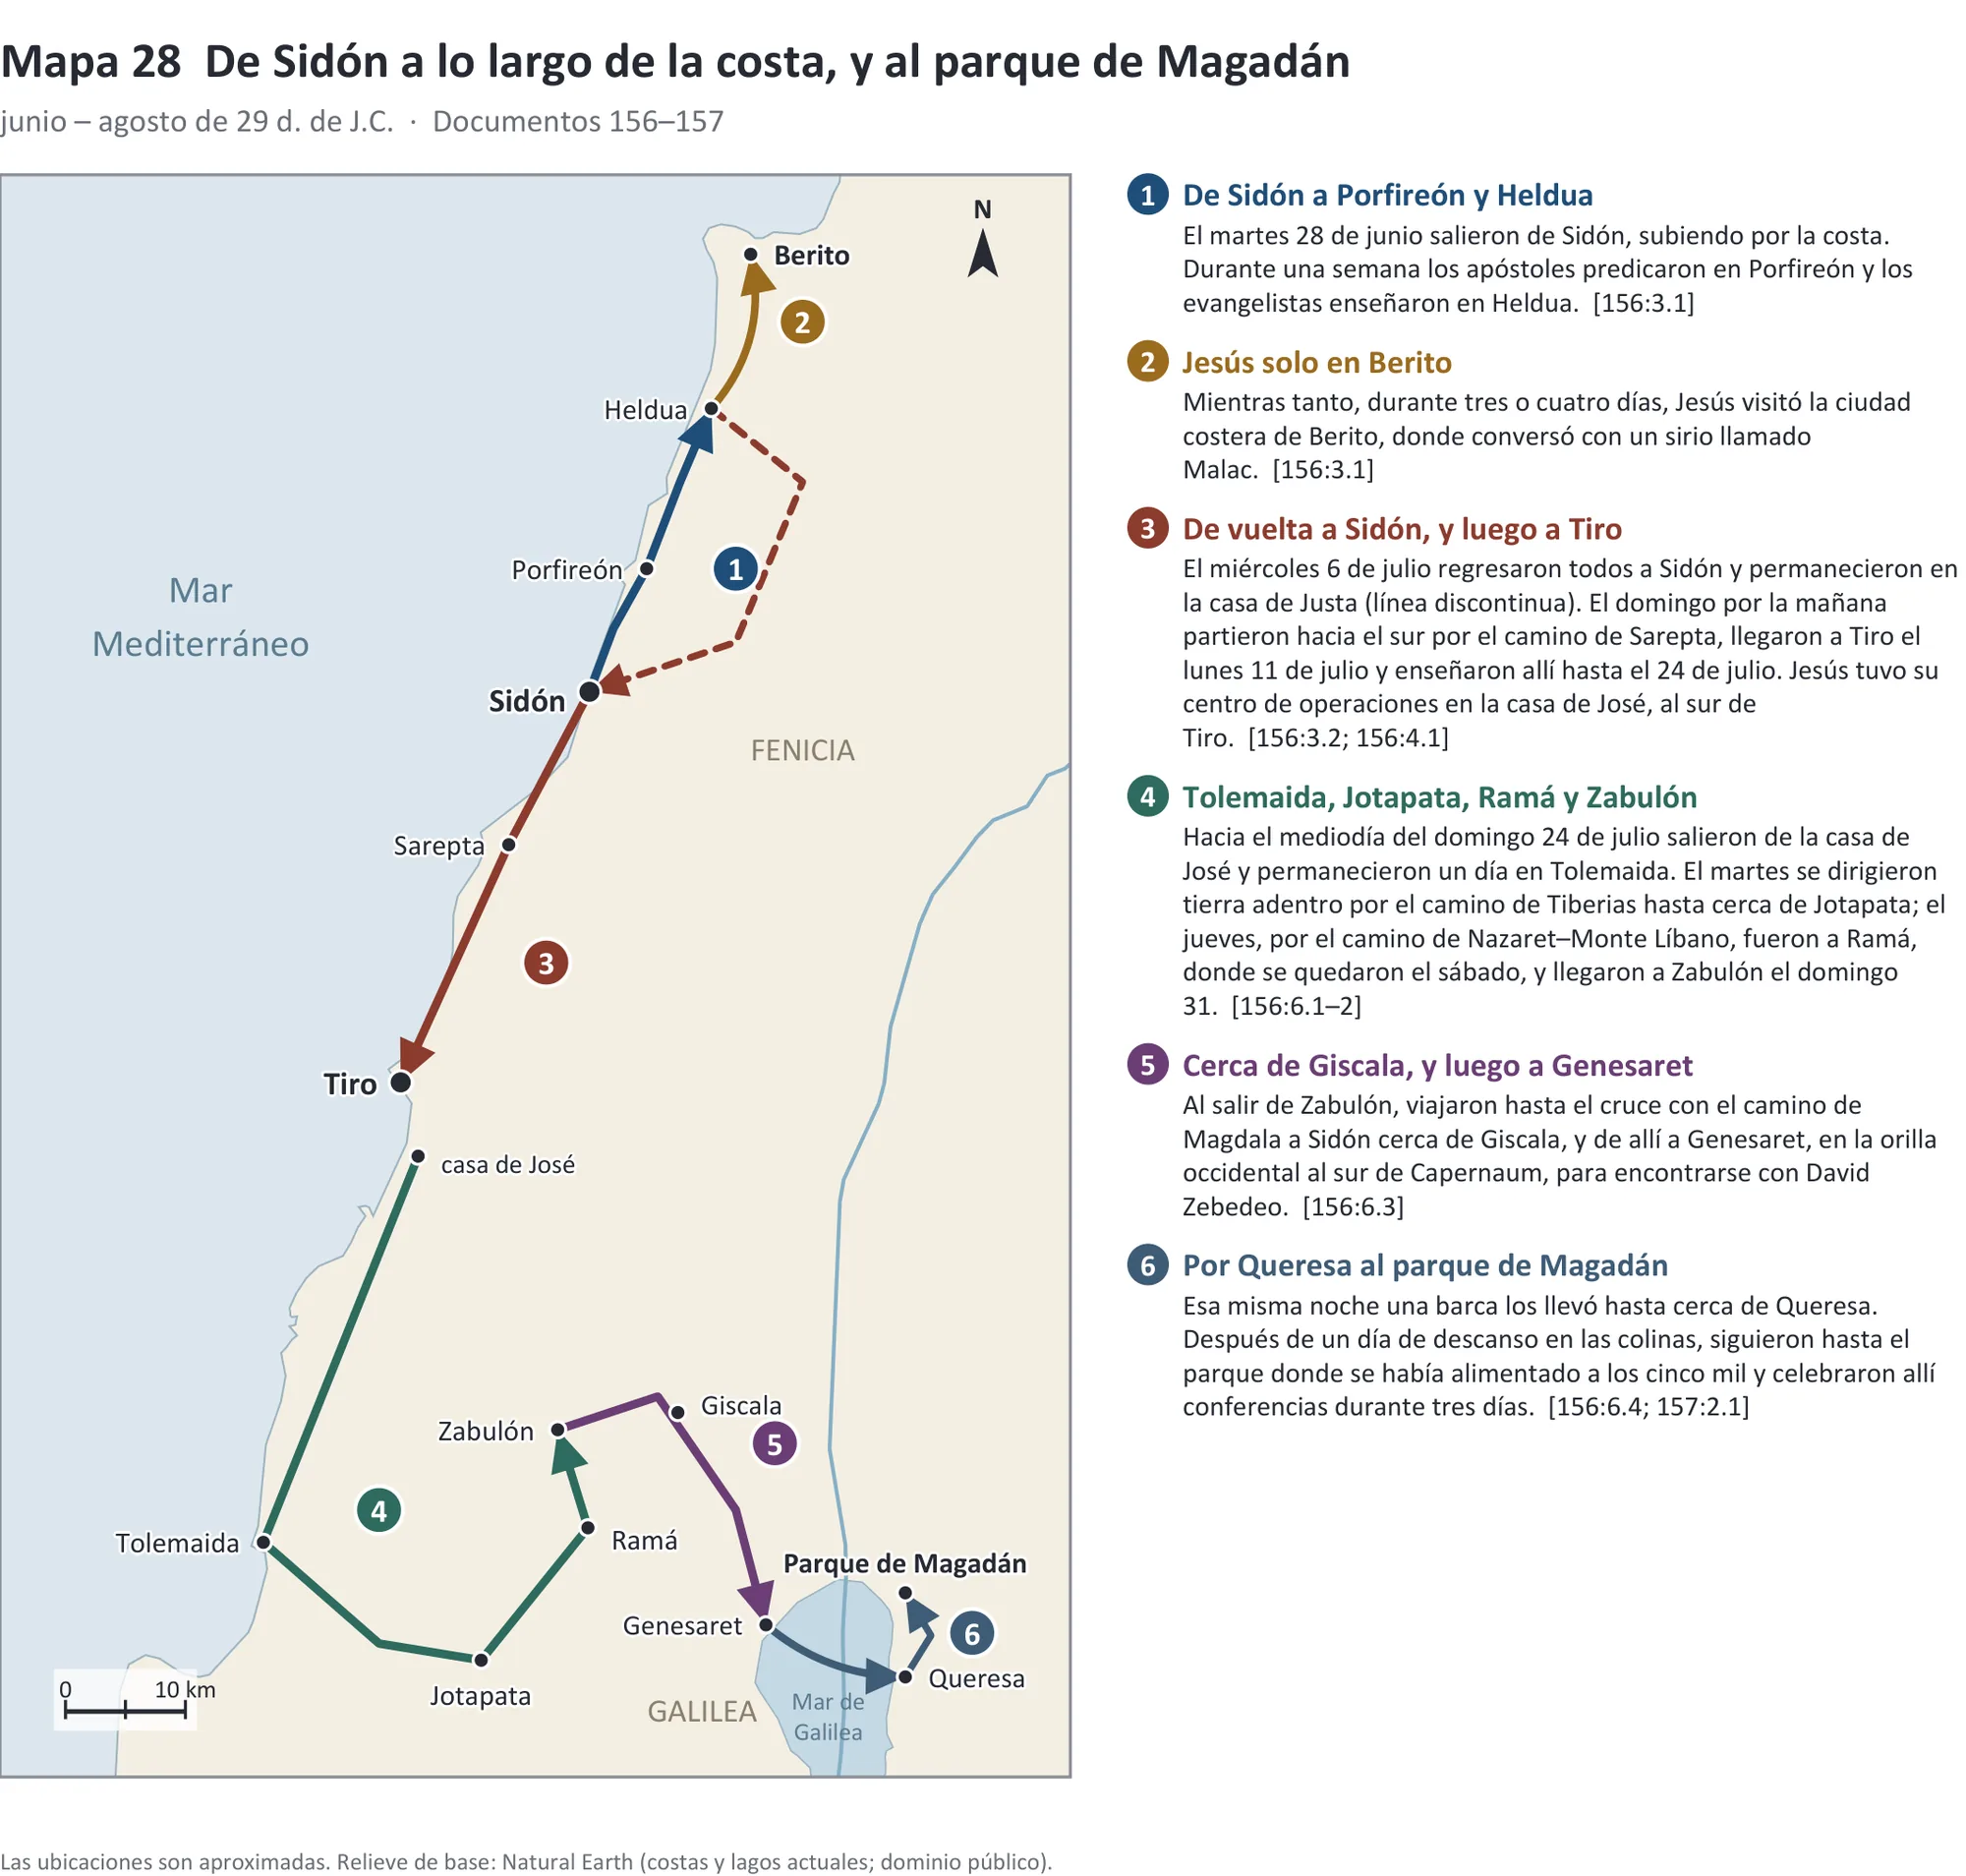 Mapa 28  De Sidón a lo largo de la costa, y al parque de Magadán
junio – agosto de 29 d. de J.C.  ·  Documentos 156–157
N
Berito
2
Heldua
Porfireón
1
Mar
Mediterráneo
Sidón
FENICIA
Sarepta
3
Tiro
casa de José
Giscala
Zabulón
5
4
Tolemaida
Ramá
Parque de Magadán
Genesaret
6
Queresa
0
10 km
Jotapata
GALILEA
Mar de
Galilea
1 De Sidón a Porfireón y Heldua
El martes 28 de junio salieron de Sidón, subiendo por la costa.
Durante una semana los apóstoles predicaron en Porfireón y los
evangelistas enseñaron en Heldua.  [156:3.1]
2 Jesús solo en Berito
Mientras tanto, durante tres o cuatro días, Jesús visitó la ciudad
costera de Berito, donde conversó con un sirio llamado
Malac.  [156:3.1]
3 De vuelta a Sidón, y luego a Tiro
El miércoles 6 de julio regresaron todos a Sidón y permanecieron en
la casa de Justa (línea discontinua). El domingo por la mañana
partieron hacia el sur por el camino de Sarepta, llegaron a Tiro el
lunes 11 de julio y enseñaron allí hasta el 24 de julio. Jesús tuvo su
centro de operaciones en la casa de José, al sur de
Tiro.  [156:3.2; 156:4.1]
4 Tolemaida, Jotapata, Ramá y Zabulón
Hacia el mediodía del domingo 24 de julio salieron de la casa de
José y permanecieron un día en Tolemaida. El martes se dirigieron
tierra adentro por el camino de Tiberias hasta cerca de Jotapata; el
jueves, por el camino de Nazaret–Monte Líbano, fueron a Ramá,
donde se quedaron el sábado, y llegaron a Zabulón el domingo
31.  [156:6.1–2]
5 Cerca de Giscala, y luego a Genesaret
Al salir de Zabulón, viajaron hasta el cruce con el camino de
Magdala a Sidón cerca de Giscala, y de allí a Genesaret, en la orilla
occidental al sur de Capernaum, para encontrarse con David
Zebedeo.  [156:6.3]
6 Por Queresa al parque de Magadán
Esa misma noche una barca los llevó hasta cerca de Queresa.
Después de un día de descanso en las colinas, siguieron hasta el
parque donde se había alimentado a los cinco mil y celebraron allí
conferencias durante tres días.  [156:6.4; 157:2.1]
Las ubicaciones son aproximadas. Relieve de base: Natural Earth (costas y lagos actuales; dominio público).